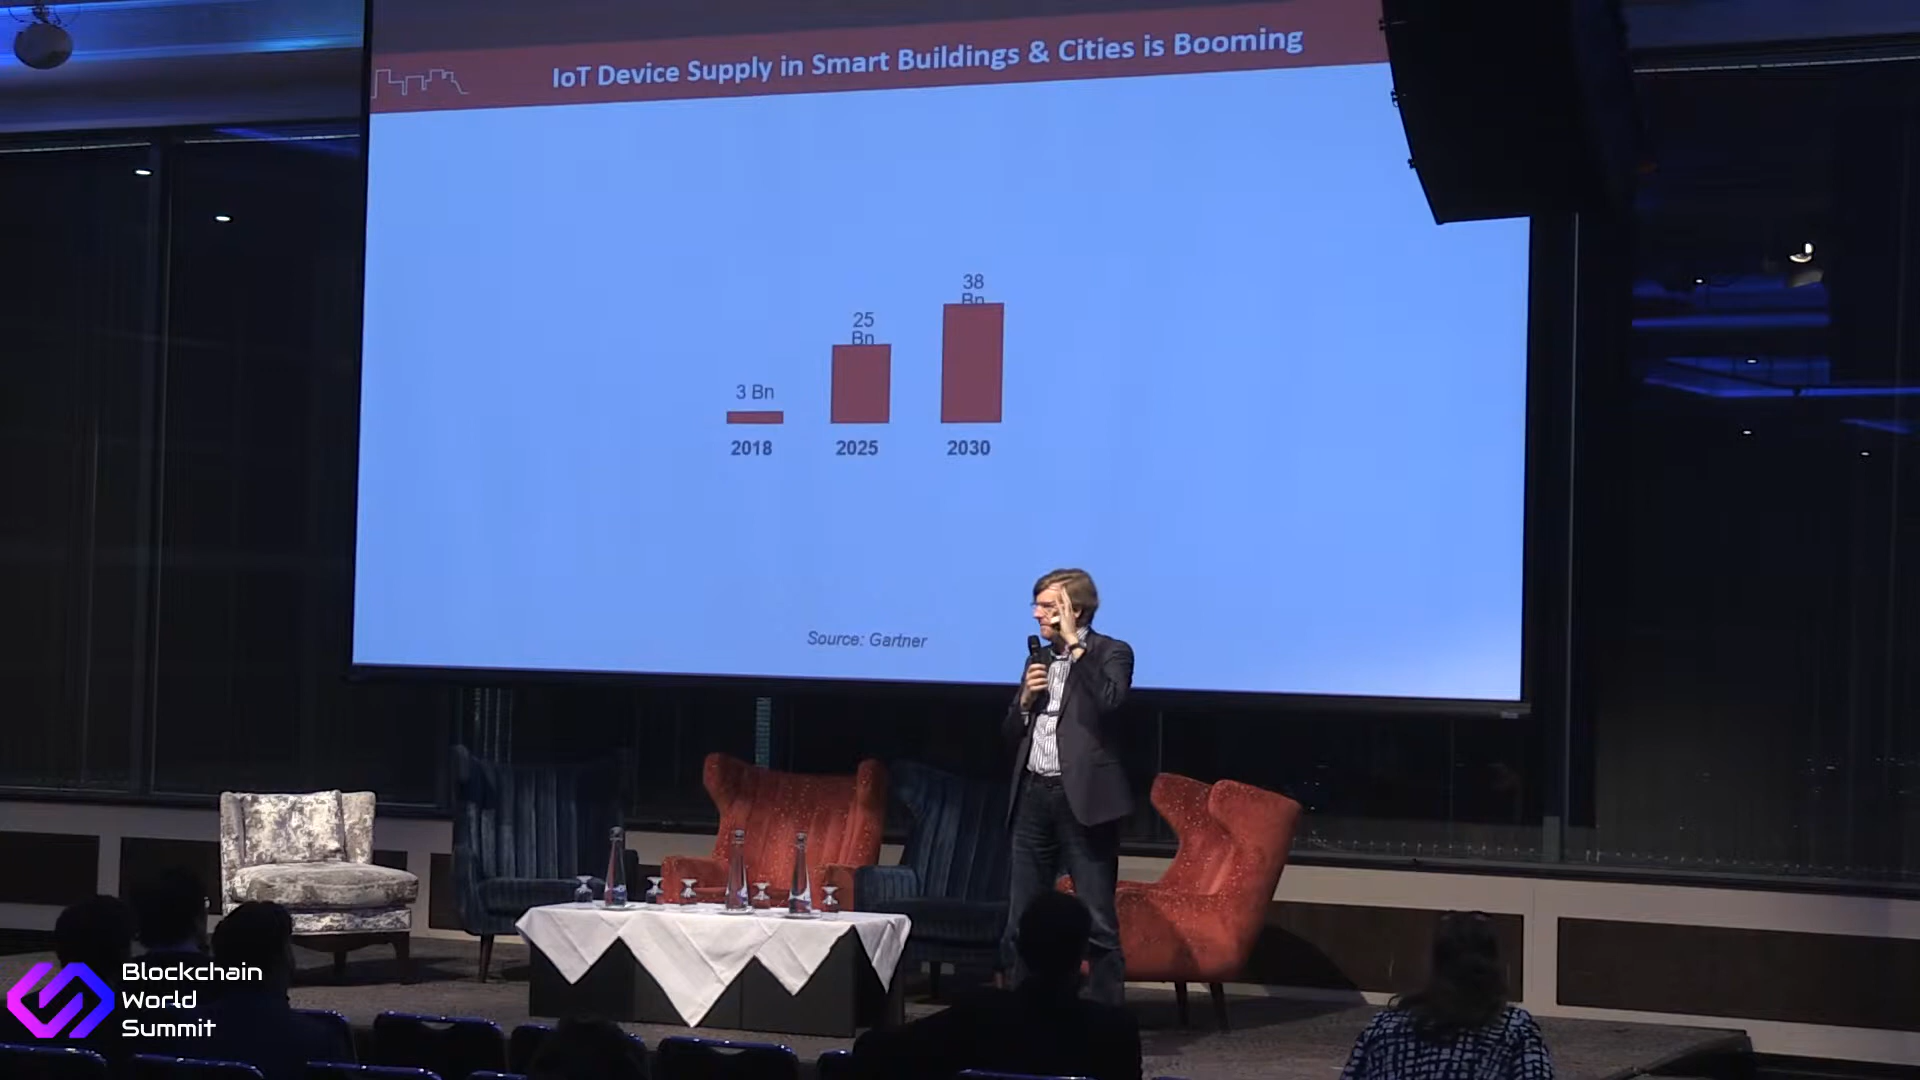 IoT Device Supply in Smart Buildings & Cities is Booming
38
Bn
25
Bn
3 Bn
2018 2025 2030
Source: Gartner
Blockchain
World
Summit